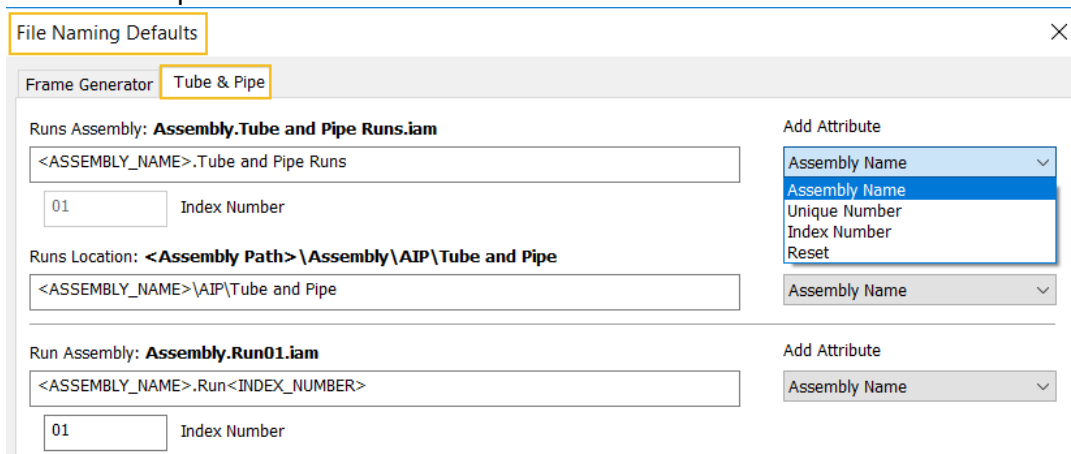 File Naming Defaults
Frame Generator Tube & Pipe
Runs Assembly: Assembly.Tube and Pipe Runs.iam Add Attribute
<ASSEMBLY_NAME>.Tube and Pipe Runs Assembly Name
Assembly Name
01 Index Number Unique Number
Index Number
Runs Location: <Assembly Path>\Assembly\AIP\Tube and Pipe Reset
<ASSEMBLY_NAME>\AIP\Tube and Pipe Assembly Name
Run Assembly: Assembly.Run01.iam Add Attribute
<ASSEMBLY_NAME>.Run<INDEX_NUMBER> Assembly Name
01 Index Number